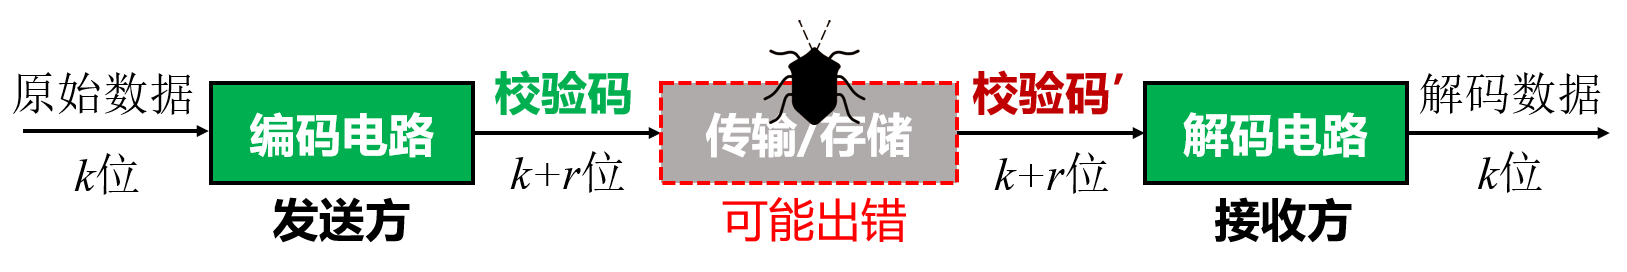 原始数据
k位
编码电路
发送方
校验码
k+r位
传输/存储
可能出错
校验码′
k+r位
解码电路
接收方
解码数据
k位